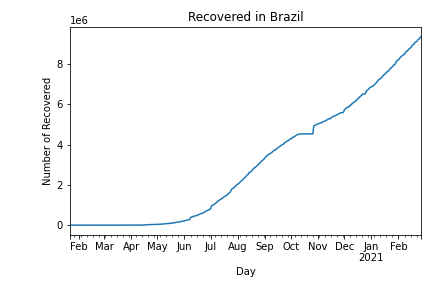 Recovered in Brazil
1e6
8
6
4
2
0
Number of Recovered
Feb Mar Apr May Jun Jul Aug Sep Oct Nov Dec Jan Feb
2021
Day